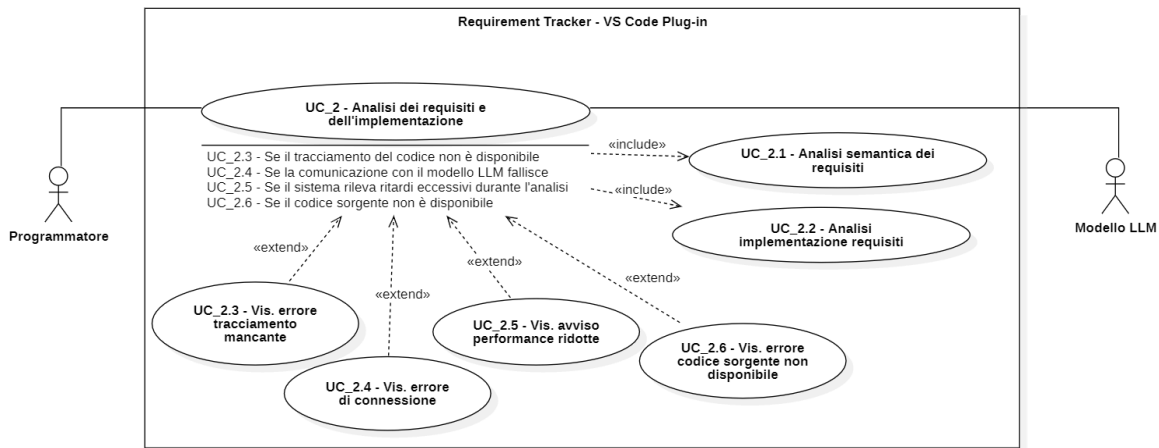 Requirement Tracker - VS Code Plug-in
UC_2 - Analisi dei requisiti e
dell'implementazione
UC_2.3 - Se il tracciamento del codice non è disponibile
UC_2.4 - Se la comunicazione con il modello LLM fallisce
UC_2.5 - Se il sistema rileva ritardi eccessivi durante l'analisi
UC_2.6 - Se il codice sorgente non è disponibile
«include»
UC_2.1 - Analisi semantica dei
requisiti
«include»
UC_2.2 - Analisi
implementazione requisiti
Programmatore
Modello LLM
«extend»
«extend»
«extend»
«extend»
UC_2.3 - Vis. errore
tracciamento
mancante
UC_2.4 - Vis. errore
di connessione
UC_2.5 - Vis. avviso
performance ridotte
UC_2.6 - Vis. errore
codice sorgente non
disponibile